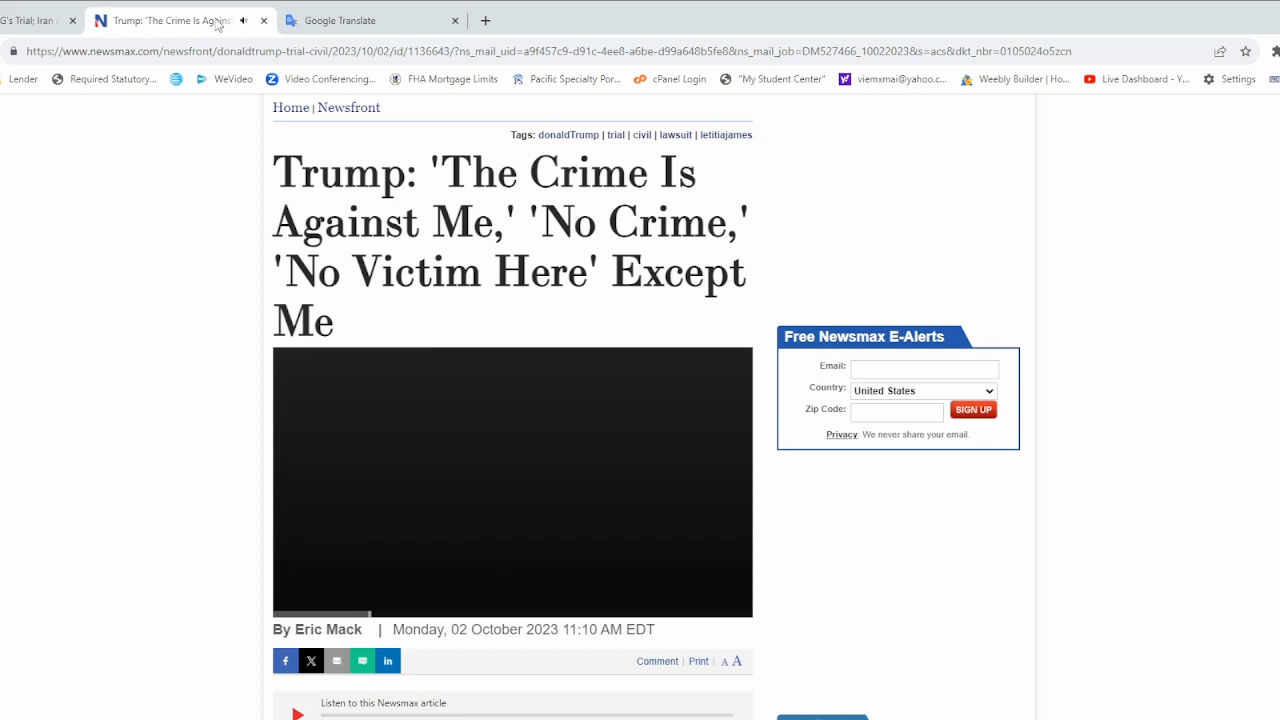 G's Trial; Iran
Trump: 'The Crime Is Against
Google Translate
https://www.newsmax.com/newsfront/donaldtrump-trial-civil/2023/10/02/id/1136643/?ns_mail_uid=a9f457c9-d91c-4ee8-a6be-d99a648b5fe8&ns_mail_job=DM527466_10022023&s=acs&dkt_nbr=0105024o5zcn
Lender
Required Statutory...
WeVideo
Video Conferencing...
FHA Mortgage Limits
Pacific Specialty Por...
cPanel Login
"My Student Center"
viemxmai@yahoo.c...
Weebly Builder | Ho...
Live Dashboard - Y...
Settings
Home | Newsfront
Tags: donaldTrump | trial | civil | lawsuit | letitiajames
Trump: 'The Crime Is
Against Me,' 'No Crime,'
'No Victim Here' Except
Me
Free Newsmax E-Alerts
Email:
Country: United States
Zip Code: SIGN UP
Privacy: We never share your email.
By Eric Mack | Monday, 02 October 2023 11:10 AM EDT
Comment | Print | A A
Listen to this Newsmax article